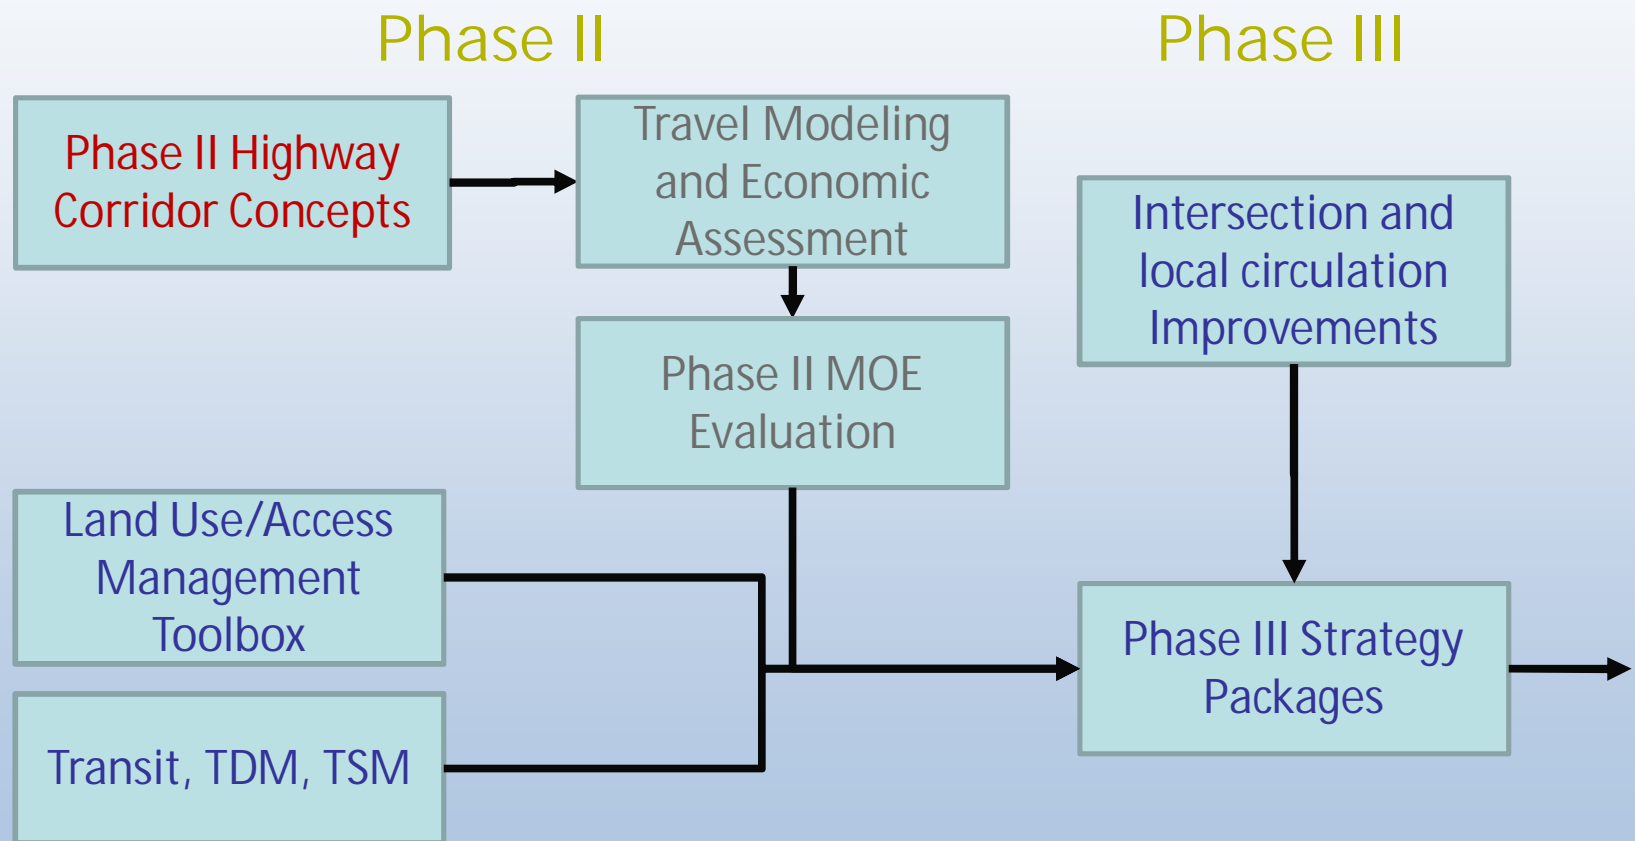 Phase II
Phase III
Phase II Highway
Corridor Concepts
Travel Modeling
and Economic
Assessment
Intersection and
local circulation
Improvements
Phase II MOE
Evaluation
Land Use/Access
Management
Toolbox
Phase III Strategy
Packages
Transit, TDM, TSM